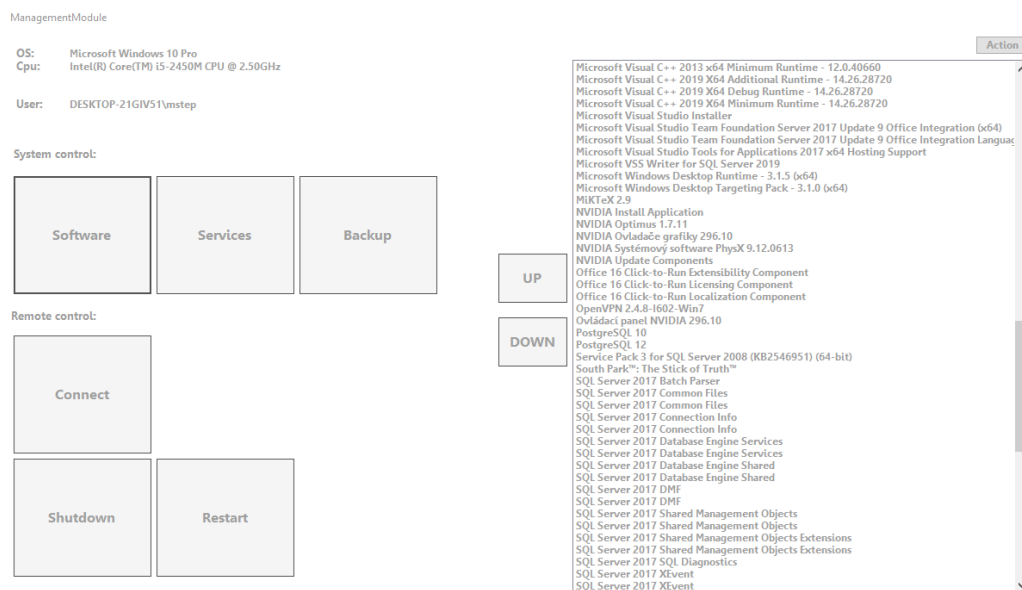 ManagementModule
OS: Microsoft Windows 10 Pro
Cpu: Intel(R) Core(TM) i5-2450M CPU @ 2.50GHz
User: DESKTOP-21GIV51\mstep
System control:
Software
Services
Backup
Remote control:
Connect
Shutdown
Restart
UP
DOWN
Action
Microsoft Visual C++ 2013 x64 Minimum Runtime - 12.0.40660
Microsoft Visual C++ 2019 X64 Additional Runtime - 14.26.28720
Microsoft Visual C++ 2019 X64 Debug Runtime - 14.26.28720
Microsoft Visual C++ 2019 X64 Minimum Runtime - 14.26.28720
Microsoft Visual Studio Installer
Microsoft Visual Studio Team Foundation Server 2017 Update 9 Office Integration (x64)
Microsoft Visual Studio Team Foundation Server 2017 Update 9 Office Integration Languag
Microsoft Visual Studio Tools for Applications 2017 x64 Hosting Support
Microsoft VSS Writer for SQL Server 2019
Microsoft Windows Desktop Runtime - 3.1.5 (x64)
Microsoft Windows Desktop Targeting Pack - 3.1.0 (x64)
MiKTeX 2.9
NVIDIA Install Application
NVIDIA Optimus 1.7.11
NVIDIA Ovladače grafiky 296.10
NVIDIA Systémový software PhysX 9.12.0613
NVIDIA Update Components
Office 16 Click-to-Run Extensibility Component
Office 16 Click-to-Run Licensing Component
Office 16 Click-to-Run Localization Component
OpenVPN 2.4.8-I602-Win7
Ovládací panel NVIDIA 296.10
PostgreSQL 10
PostgreSQL 12
Service Pack 3 for SQL Server 2008 (KB2546951) (64-bit)
South Park™: The Stick of Truth™
SQL Server 2017 Batch Parser
SQL Server 2017 Common Files
SQL Server 2017 Common Files
SQL Server 2017 Connection Info
SQL Server 2017 Connection Info
SQL Server 2017 Database Engine Services
SQL Server 2017 Database Engine Services
SQL Server 2017 Database Engine Shared
SQL Server 2017 Database Engine Shared
SQL Server 2017 DMF
SQL Server 2017 DMF
SQL Server 2017 Shared Management Objects
SQL Server 2017 Shared Management Objects
SQL Server 2017 Shared Management Objects Extensions
SQL Server 2017 Shared Management Objects Extensions
SQL Server 2017 SQL Diagnostics
SQL Server 2017 XEvent
SQL Server 2017 XEvent